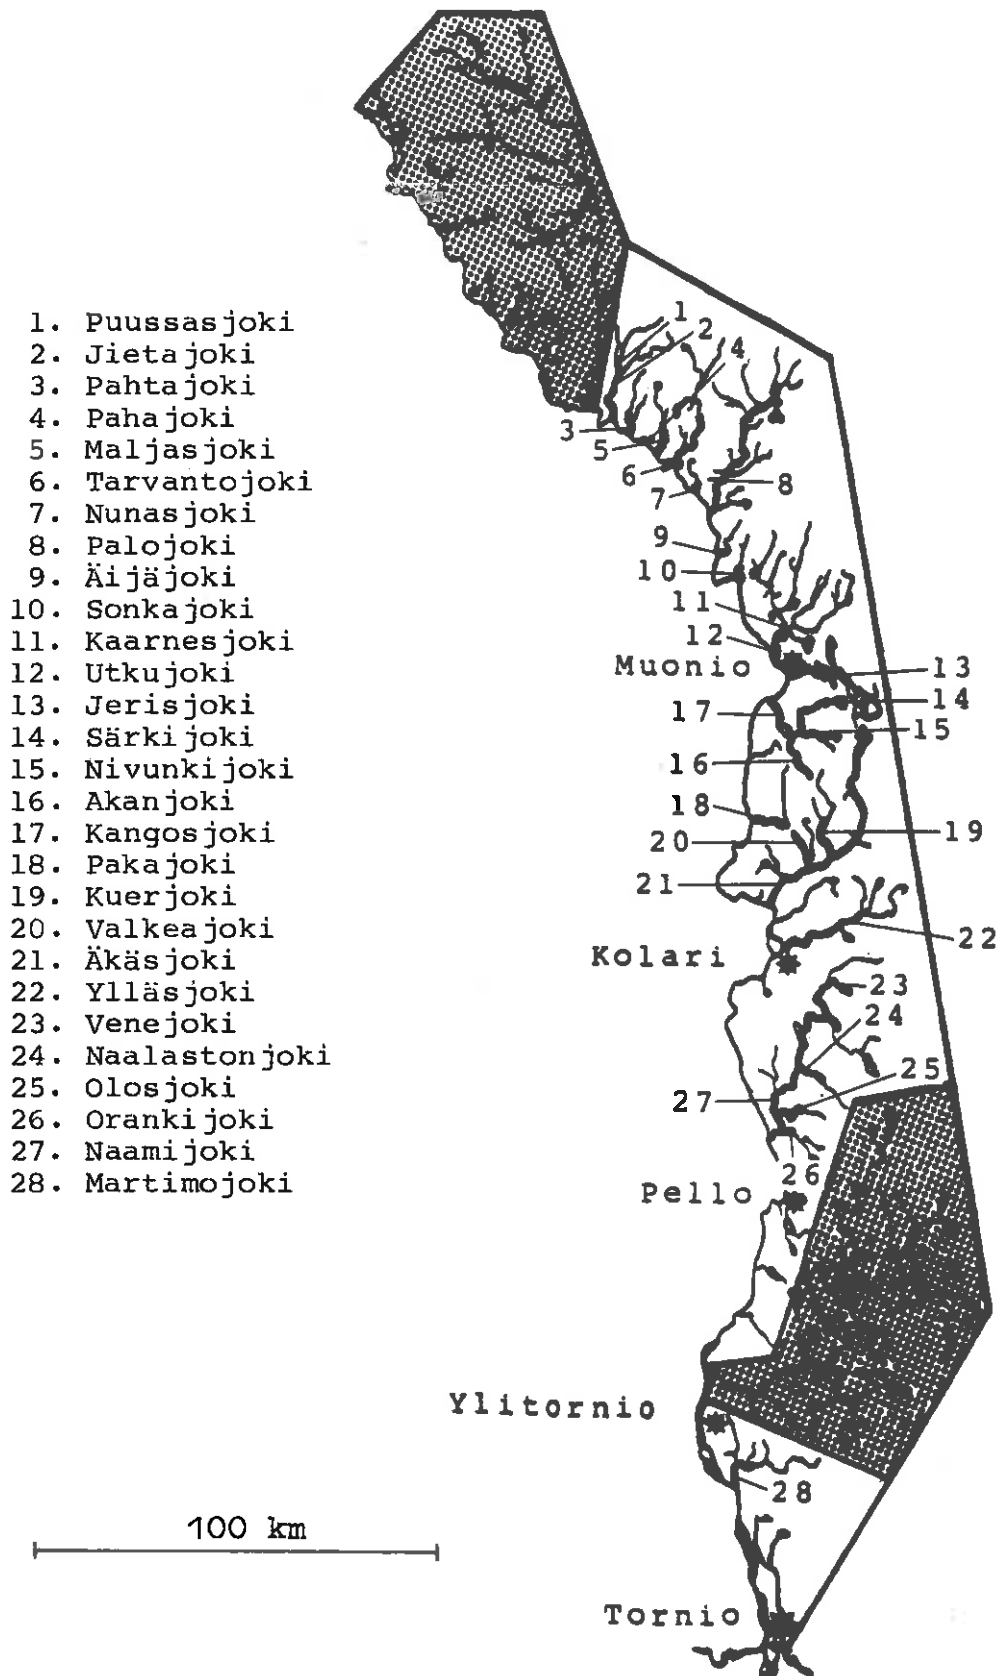 1. Puussasjoki
2. Jietajoki
3. Pahtajoki
4. Pahajoki
5. Maljasjoki
6. Tarvantojoki
7. Nunasjoki
8. Palojoki
9. Äijäjoki
10. Sonkajoki
11. Kaarnesjoki
12. Utkujoki
13. Jerisjoki
14. Särkijoki
15. Nivunkijoki
16. Akanjoki
17. Kangosjoki
18. Pakajoki
19. Kuerjoki
20. Valkeajoki
21. Äkäsjoki
22. Ylläsjoki
23. Venejoki
24. Naalastonjoki
25. Olosjoki
26. Orankijoki
27. Naamijoki
28. Martimojoki
100 km
1
2
4
3
5
6
8
7
9
10
11
12
Muonio
13
14
17
15
16
18
19
20
21
22
Kolari
23
24
25
27
26
Pello
Ylitornio
28
Tornio